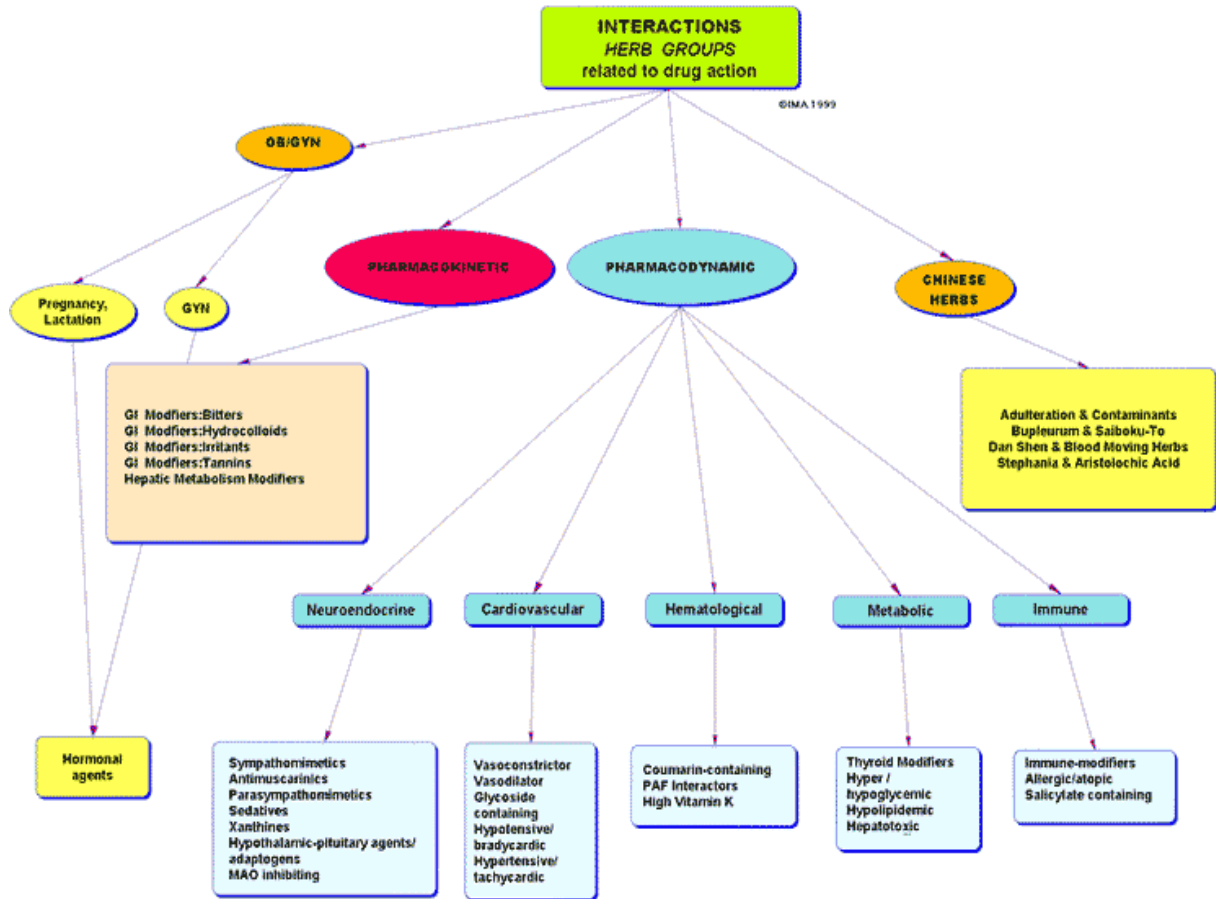 INTERACTIONS
HERB GROUPS
related to drug action
©IMA 1999
OB/GYN
PHARMACOKINETIC
PHARMACODYNAMIC
CHINESE
HERBS
Pregnancy,
Lactation
GYN
GI Modfiers:Bitters
GI Modfiers:Hydrocolloids
GI Modfiers:Irritants
GI Modfiers:Tannins
Hepatic Metabolism Modifiers
Adulteration & Contaminants
Bupleurum & Saiboku-To
Dan Shen & Blood Moving Herbs
Stephania & Aristolochic Acid
Neuroendocrine
Cardiovascular
Hematological
Metabolic
Immune
Hormonal
agents
Sympathomimetics
Antimuscarinics
Parasympathomimetics
Sedatives
Xanthines
Hypothalamic-pituitary agents/
adaptogens
MAO inhibiting
Vasoconstrictor
Vasodilator
Glycoside
containing
Hypotensive/
bradycardic
Hypertensive/
tachycardic
Coumarin-containing
PAF Interactors
High Vitamin K
Thyroid Modifiers
Hyper /
hypoglycemic
Hypolipidemic
Hepatotoxic
Immune-modifiers
Allergic/atopic
Salicylate containing